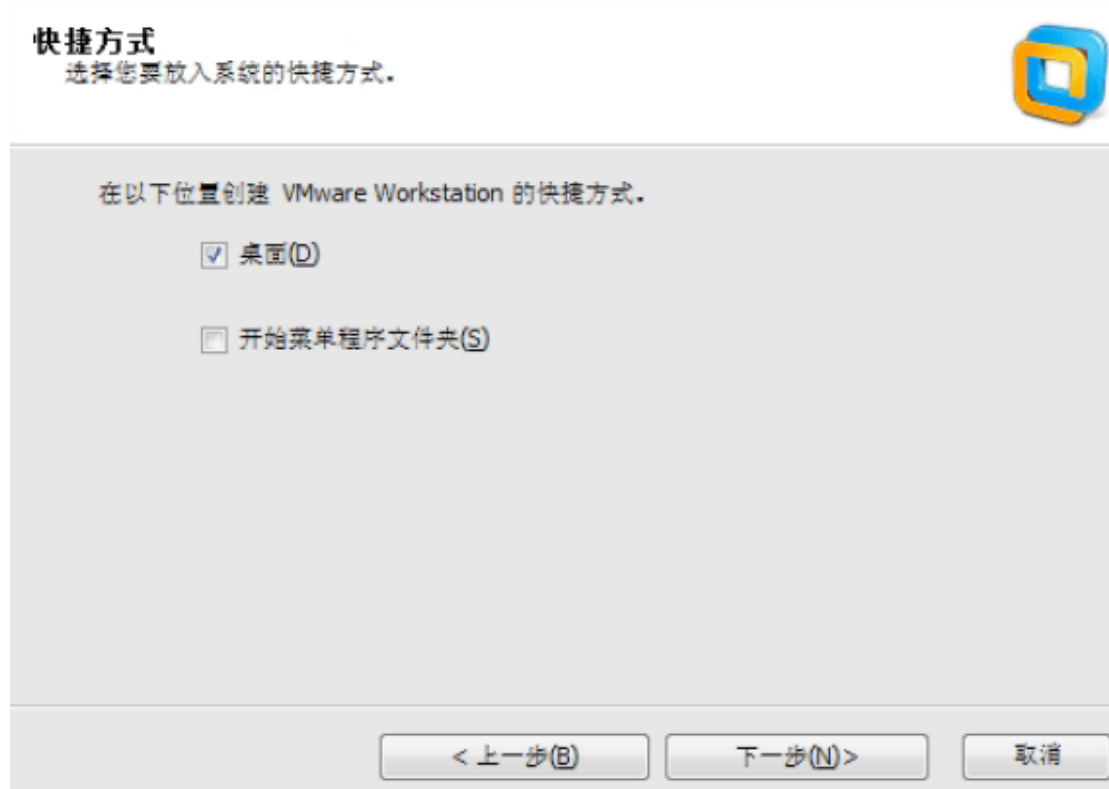 快捷方式
选择您要放入系统的快捷方式.
在以下位置创建 VMware Workstation 的快捷方式.
桌面(D)
开始菜单程序文件夹(S)
< 上一步(B)
下一步(N)>
取消